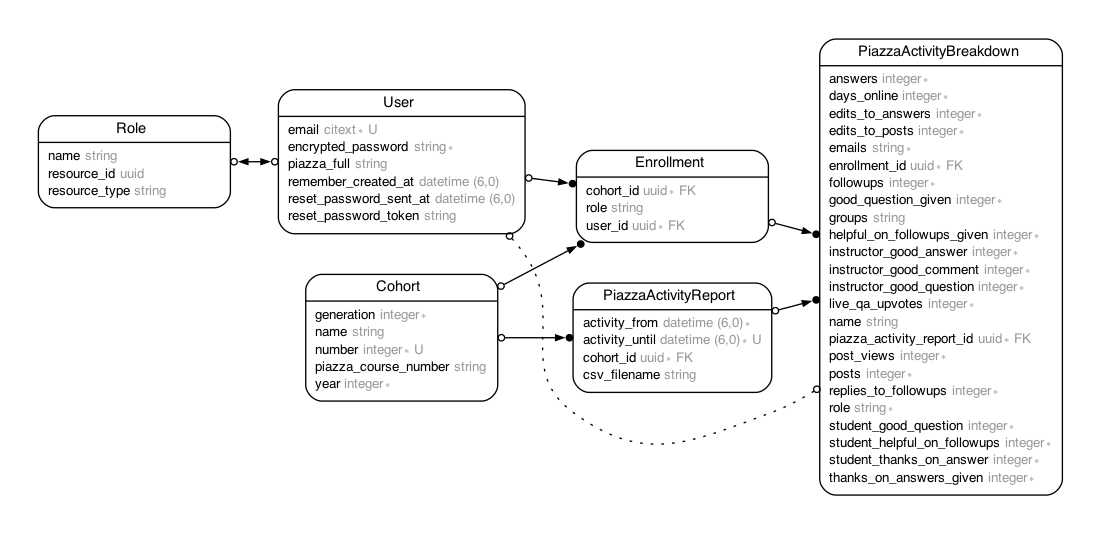 Role
name string
resource_id uuid
resource_type string
User
email citext* U
encrypted_password string*
piazza_full string
remember_created_at datetime (6,0)
reset_password_sent_at datetime (6,0)
reset_password_token string
Cohort
generation integer*
name string
number integer* U
piazza_course_number string
year integer*
Enrollment
cohort_id uuid* FK
role string
user_id uuid* FK
PiazzaActivityReport
activity_from datetime (6,0)*
activity_until datetime (6,0)* U
cohort_id uuid* FK
csv_filename string
PiazzaActivityBreakdown
answers integer*
days_online integer*
edits_to_answers integer*
edits_to_posts integer*
emails string*
enrollment_id uuid* FK
followups integer*
good_question_given integer*
groups string
helpful_on_followups_given integer*
instructor_good_answer integer*
instructor_good_comment integer*
instructor_good_question integer*
live_qa_upvotes integer*
name string
piazza_activity_report_id uuid* FK
post_views integer*
posts integer*
replies_to_followups integer*
role string*
student_good_question integer*
student_helpful_on_followups integer*
student_thanks_on_answer integer*
thanks_on_answers_given integer*